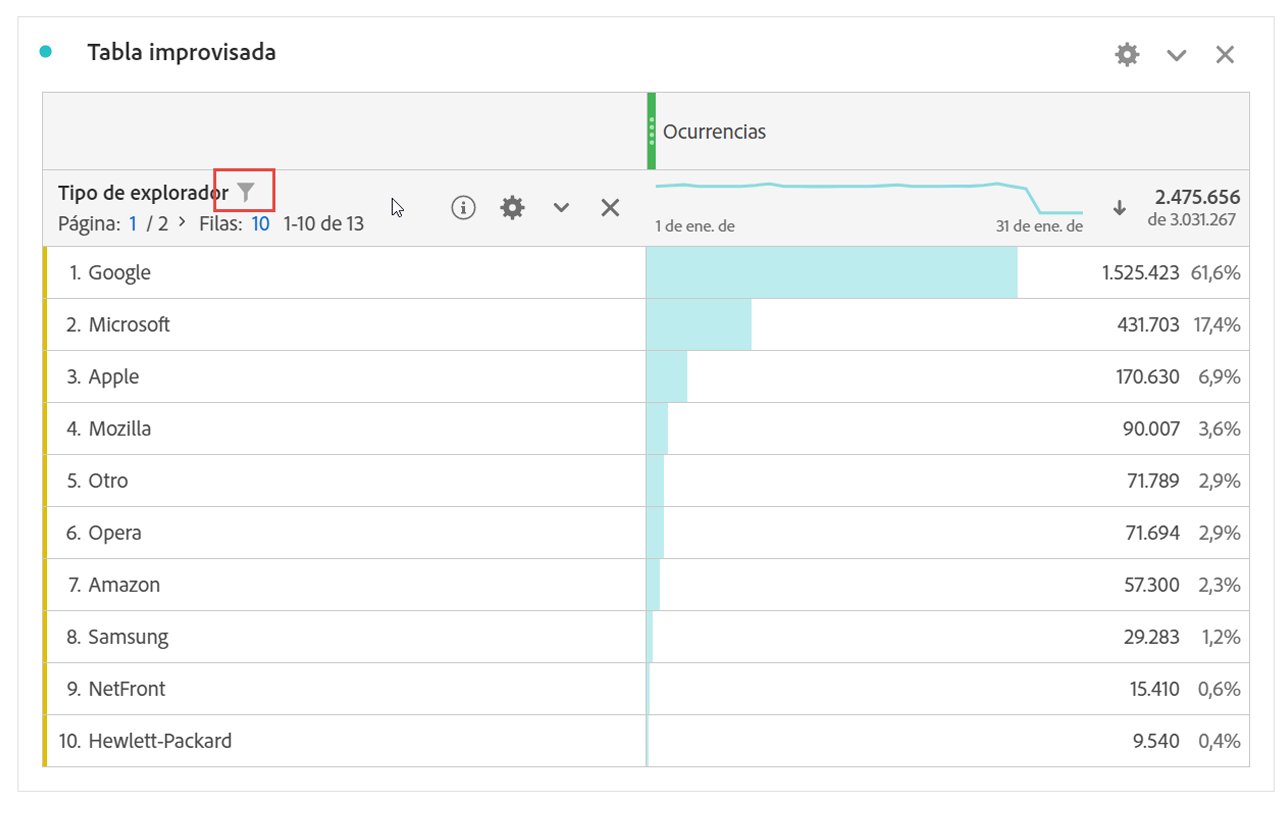 Tabla improvisada
Ocurrencias
Tipo de explorador
Página: 1 / 2 > Filas: 10 1-10 de 13
1 de ene. de 31 de ene. de
2.475.656
de 3.031.267
1. Google 1.525.423 61,6%
2. Microsoft 431.703 17,4%
3. Apple 170.630 6,9%
4. Mozilla 90.007 3,6%
5. Otro 71.789 2,9%
6. Opera 71.694 2,9%
7. Amazon 57.300 2,3%
8. Samsung 29.283 1,2%
9. NetFront 15.410 0,6%
10. Hewlett-Packard 9.540 0,4%